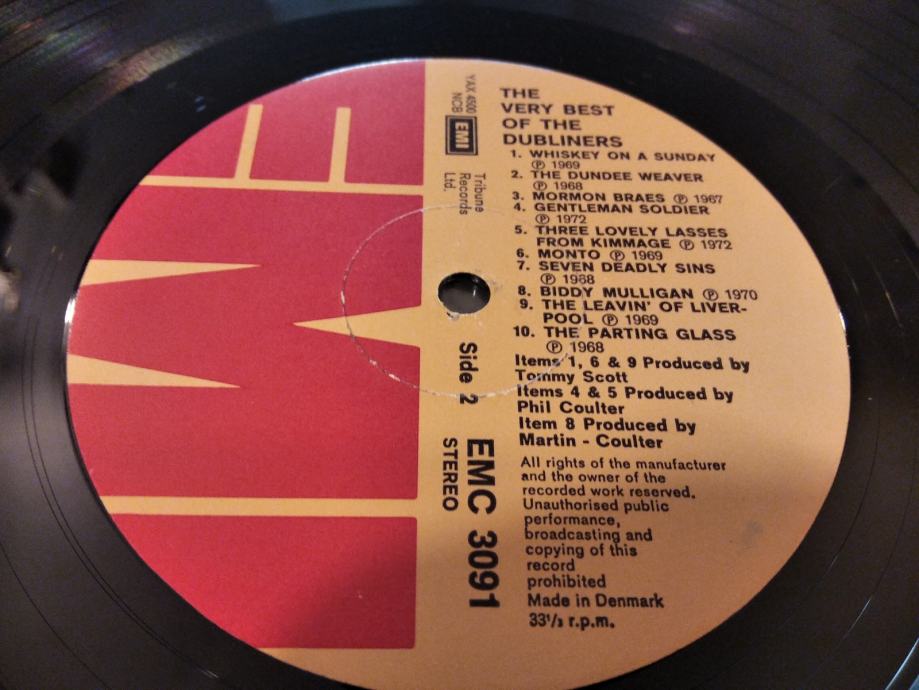 THE
VERY BEST
OF THE
DUBLINERS
1. WHISKEY ON A SUNDAY
℗ 1969
2. THE DUNDEE WEAVER
℗ 1968
3. MORMON BRAES ℗ 1967
4. GENTLEMAN SOLDIER
℗ 1972
5. THREE LOVELY LASSES
FROM KIMMAGE ℗ 1972
6. MONTO ℗ 1969
7. SEVEN DEADLY SINS
℗ 1968
8. BIDDY MULLIGAN ℗ 1970
9. THE LEAVIN' OF LIVER-
POOL ℗ 1969
10. THE PARTING GLASS
℗ 1968
Items 1, 6 & 9 Produced by
Tommy Scott
Items 4 & 5 Produced by
Phil Coulter
Item 8 Produced by
Martin - Coulter
All rights of the manufacturer
and the owner of the
recorded work reserved.
Unauthorised public
performance,
broadcasting and
copying of this
record
prohibited
Made in Denmark
33⅓ r.p.m.
YAX 4500
NCB
EMI
Tribune
Records
Ltd.
Side 2
EMC 3091
STEREO
EMI